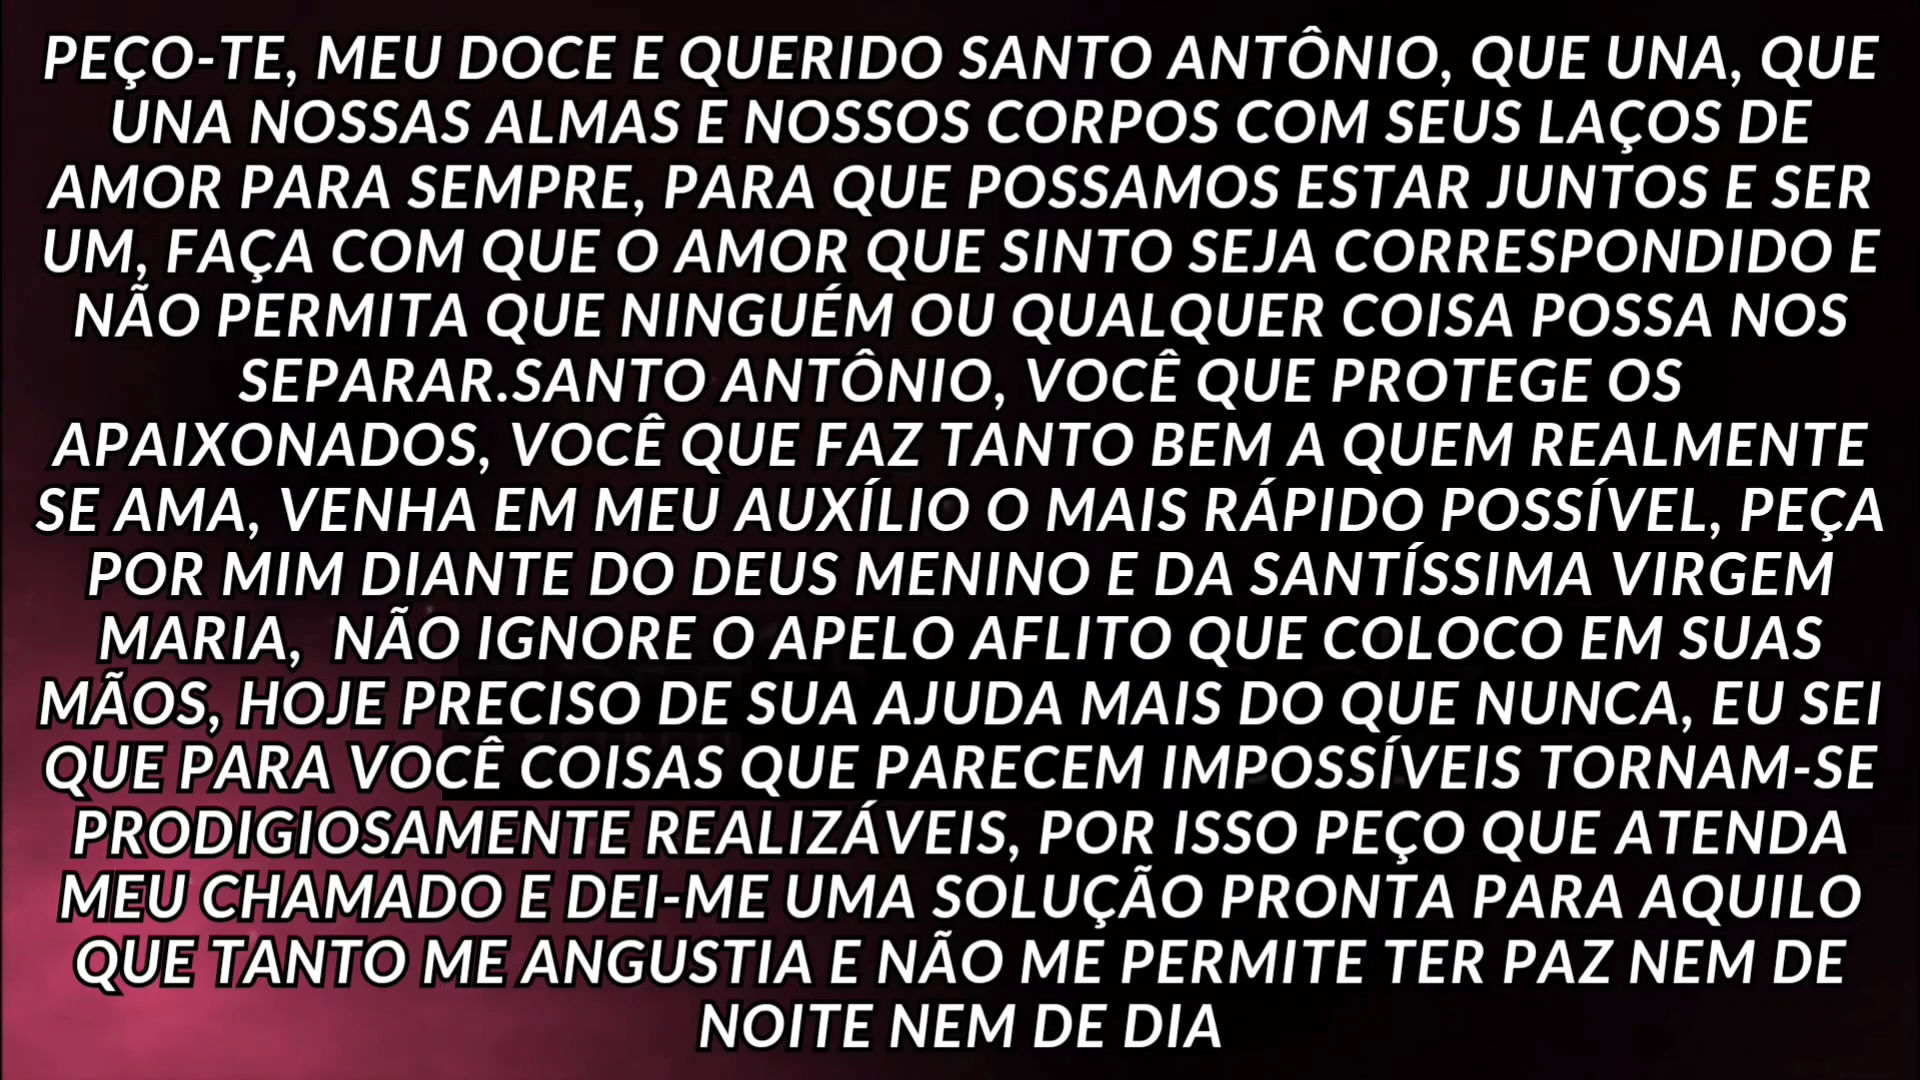 PEÇO-TE, MEU DOCE E QUERIDO SANTO ANTÔNIO, QUE UNA, QUE
UNA NOSSAS ALMAS E NOSSOS CORPOS COM SEUS LAÇOS DE
AMOR PARA SEMPRE, PARA QUE POSSAMOS ESTAR JUNTOS E SER
UM, FAÇA COM QUE O AMOR QUE SINTO SEJA CORRESPONDIDO E
NÃO PERMITA QUE NINGUÉM OU QUALQUER COISA POSSA NOS
SEPARAR.SANTO ANTÔNIO, VOCÊ QUE PROTEGE OS
APAIXONADOS, VOCÊ QUE FAZ TANTO BEM A QUEM REALMENTE
SE AMA, VENHA EM MEU AUXÍLIO O MAIS RÁPIDO POSSÍVEL, PEÇA
POR MIM DIANTE DO DEUS MENINO E DA SANTÍSSIMA VIRGEM
MARIA,  NÃO IGNORE O APELO AFLITO QUE COLOCO EM SUAS
MÃOS, HOJE PRECISO DE SUA AJUDA MAIS DO QUE NUNCA, EU SEI
QUE PARA VOCÊ COISAS QUE PARECEM IMPOSSÍVEIS TORNAM-SE
PRODIGIOSAMENTE REALIZÁVEIS, POR ISSO PEÇO QUE ATENDA
MEU CHAMADO E DEI-ME UMA SOLUÇÃO PRONTA PARA AQUILO
QUE TANTO ME ANGUSTIA E NÃO ME PERMITE TER PAZ NEM DE
NOITE NEM DE DIA